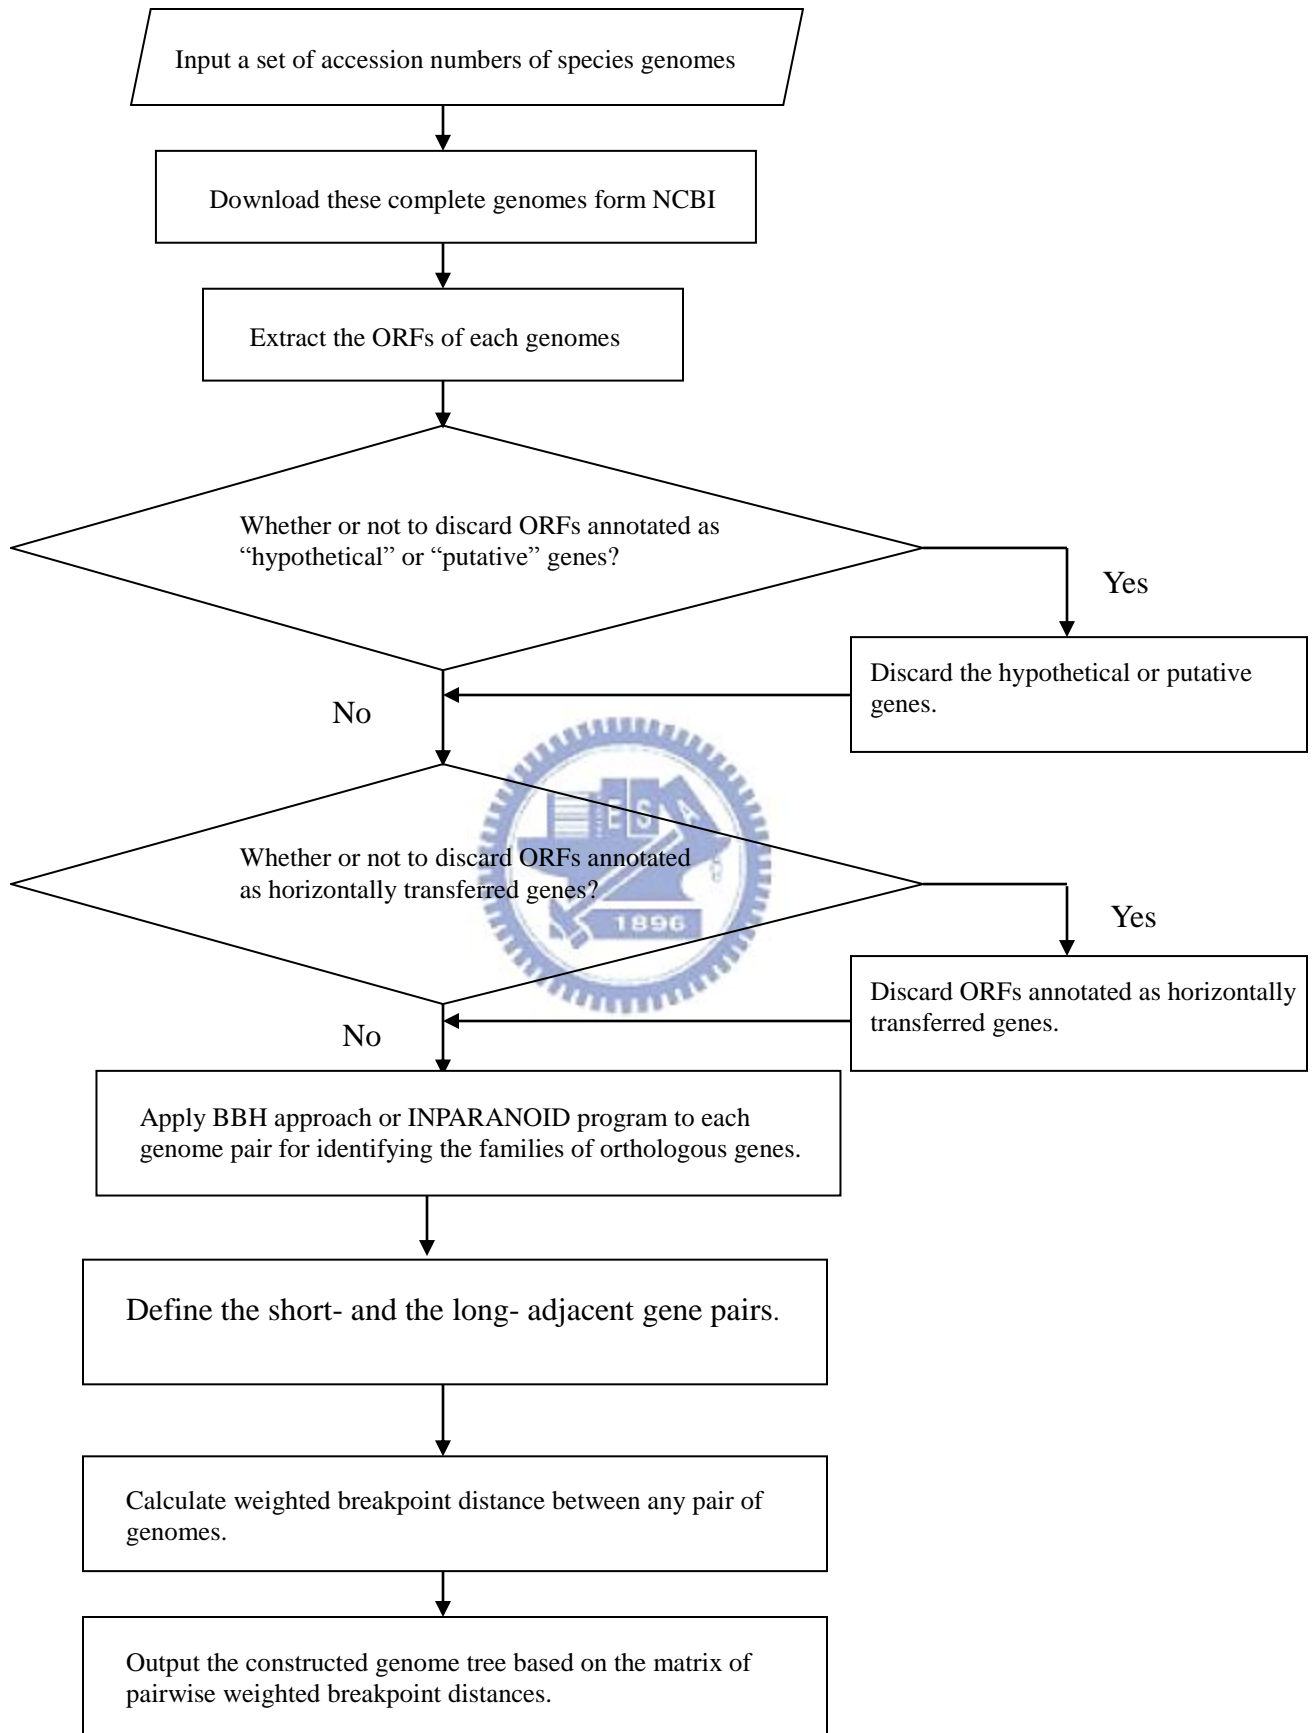 Input a set of accession numbers of species genomes
Download these complete genomes form NCBI
Extract the ORFs of each genomes
Whether or not to discard ORFs annotated as
“hypothetical” or “putative” genes?
Yes
Discard the hypothetical or putative
genes.
No
Whether or not to discard ORFs annotated
as horizontally transferred genes?
E S A
1896
Yes
Discard ORFs annotated as horizontally
transferred genes.
No
Apply BBH approach or INPARANOID program to each
genome pair for identifying the families of orthologous genes.
Define the short- and the long- adjacent gene pairs.
Calculate weighted breakpoint distance between any pair of
genomes.
Output the constructed genome tree based on the matrix of
pairwise weighted breakpoint distances.